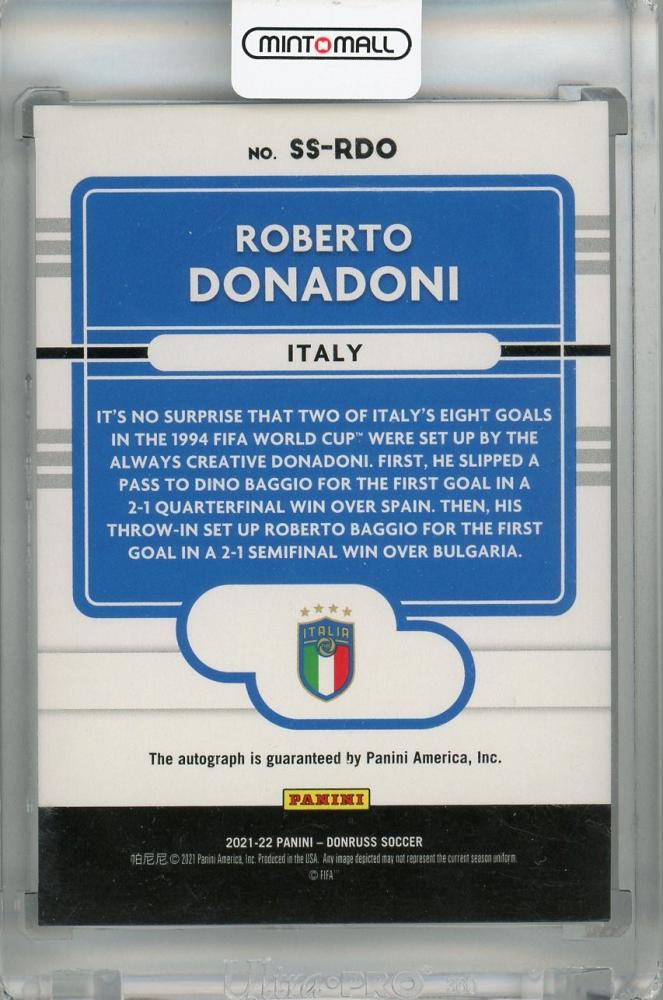 MINTOMALL
NO. SS-RDO
ROBERTO
DONADONI
ITALY
IT'S NO SURPRISE THAT TWO OF ITALY'S EIGHT GOALS
IN THE 1994 FIFA WORLD CUP™ WERE SET UP BY THE
ALWAYS CREATIVE DONADONI. FIRST, HE SLIPPED A
PASS TO DINO BAGGIO FOR THE FIRST GOAL IN A
2-1 QUARTERFINAL WIN OVER SPAIN. THEN, HIS
THROW-IN SET UP ROBERTO BAGGIO FOR THE FIRST
GOAL IN A 2-1 SEMIFINAL WIN OVER BULGARIA.
ITALIA
The autograph is guaranteed by Panini America, Inc.
PANINI
2021-22 PANINI – DONRUSS SOCCER
帕尼尼 © 2021 Panini America, Inc. Produced in the USA. Any image depicted may not represent the current season uniform.
© FIFA™
Ultra·PRO